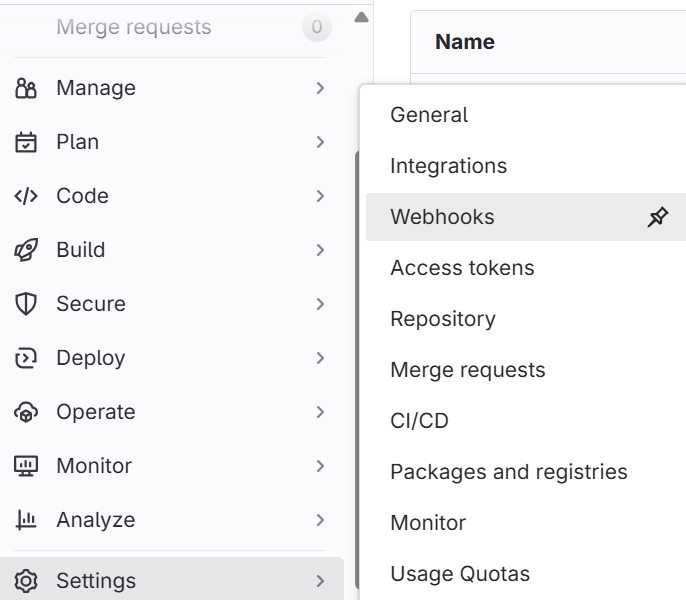 Merge requests 0
Manage
Plan
Code
Build
Secure
Deploy
Operate
Monitor
Analyze
Settings
Name
General
Integrations
Webhooks
Access tokens
Repository
Merge requests
CI/CD
Packages and registries
Monitor
Usage Quotas